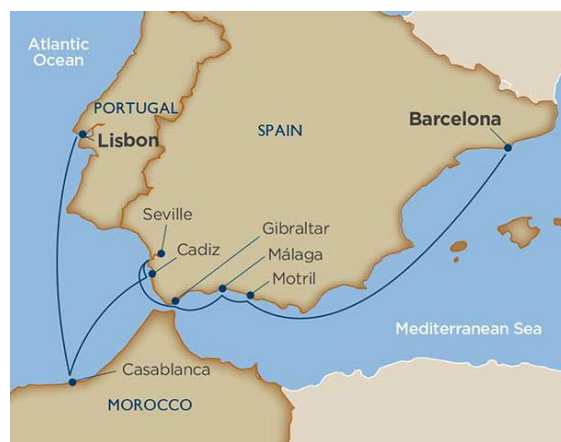 Atlantic
Ocean
PORTUGAL
Lisbon
SPAIN
Barcelona
Seville
Cadiz
Gibraltar
Málaga
Motril
Mediterranean Sea
Casablanca
MOROCCO